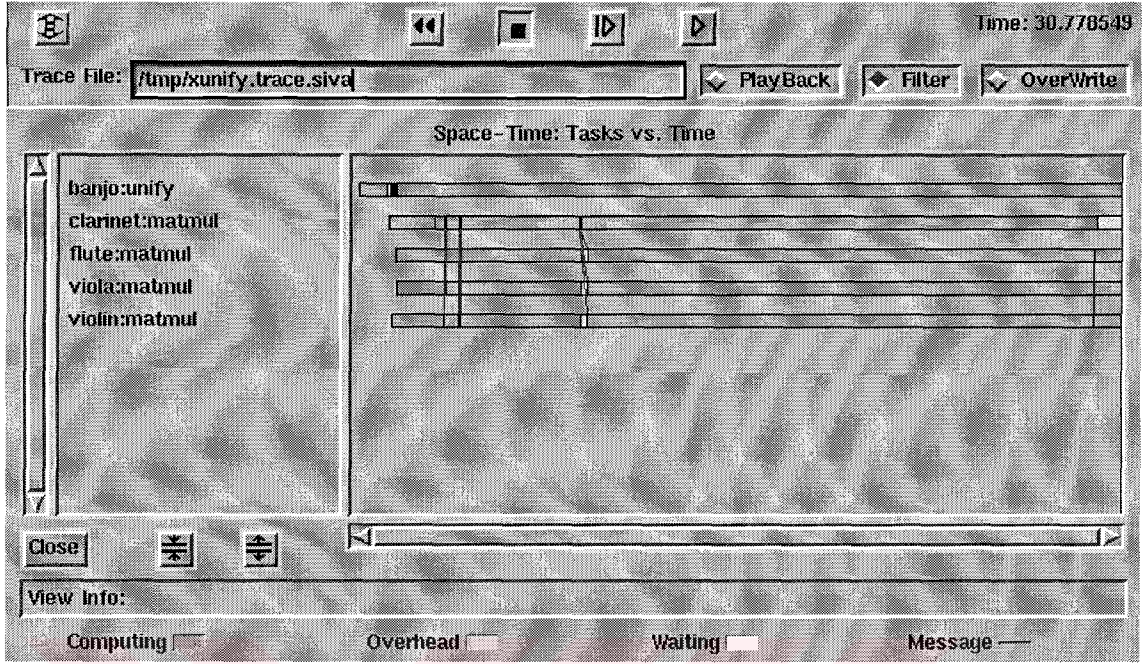 Time: 30.778549
Trace File: /tmp/xunify.trace.siva PlayBack Filter OverWrite
Space-Time: Tasks vs. Time
banjo:unify
clarinet:matmul
flute:matmul
viola:matmul
violin:matmul
Close
View Info:
Computing Overhead Waiting Message